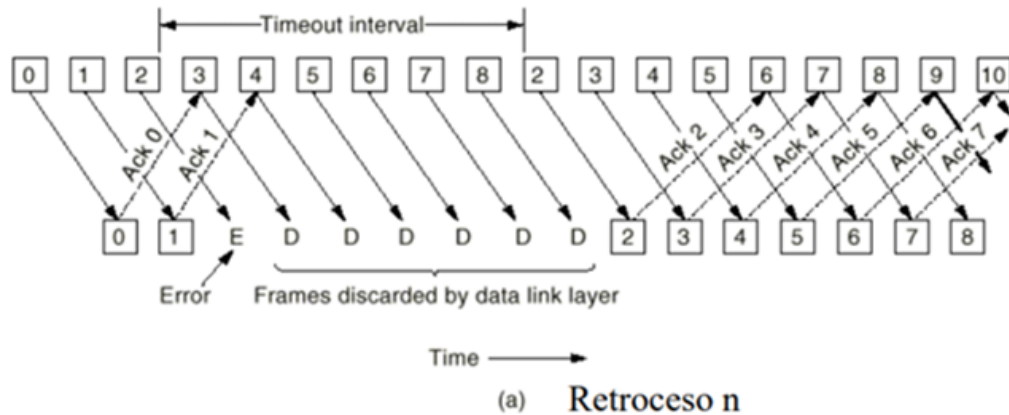 Timeout interval
0 1 2 3 4 5 6 7 8 2 3 4 5 6 7 8 9 10
Ack 0 Ack 1 Ack 2 Ack 3 Ack 4 Ack 5 Ack 6 Ack 7
0 1 E D D D D D D 2 3 4 5 6 7 8
Error Frames discarded by data link layer
Time
(a) Retroceso n